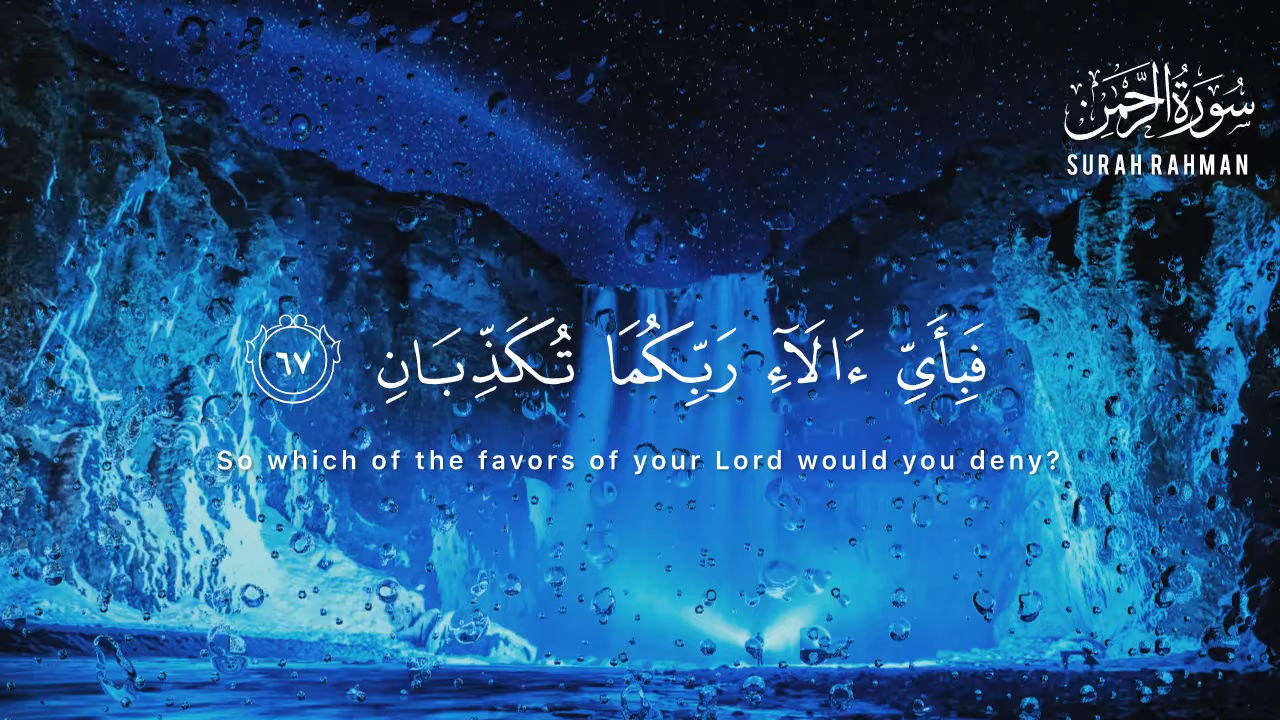 سُورَةُ الرَّحْمٰن
SURAH RAHMAN
فَبِأَيِّ ءَالَآءِ رَبِّكُمَا تُكَذِّبَانِ ٦٧
So which of the favors of your Lord would you deny?